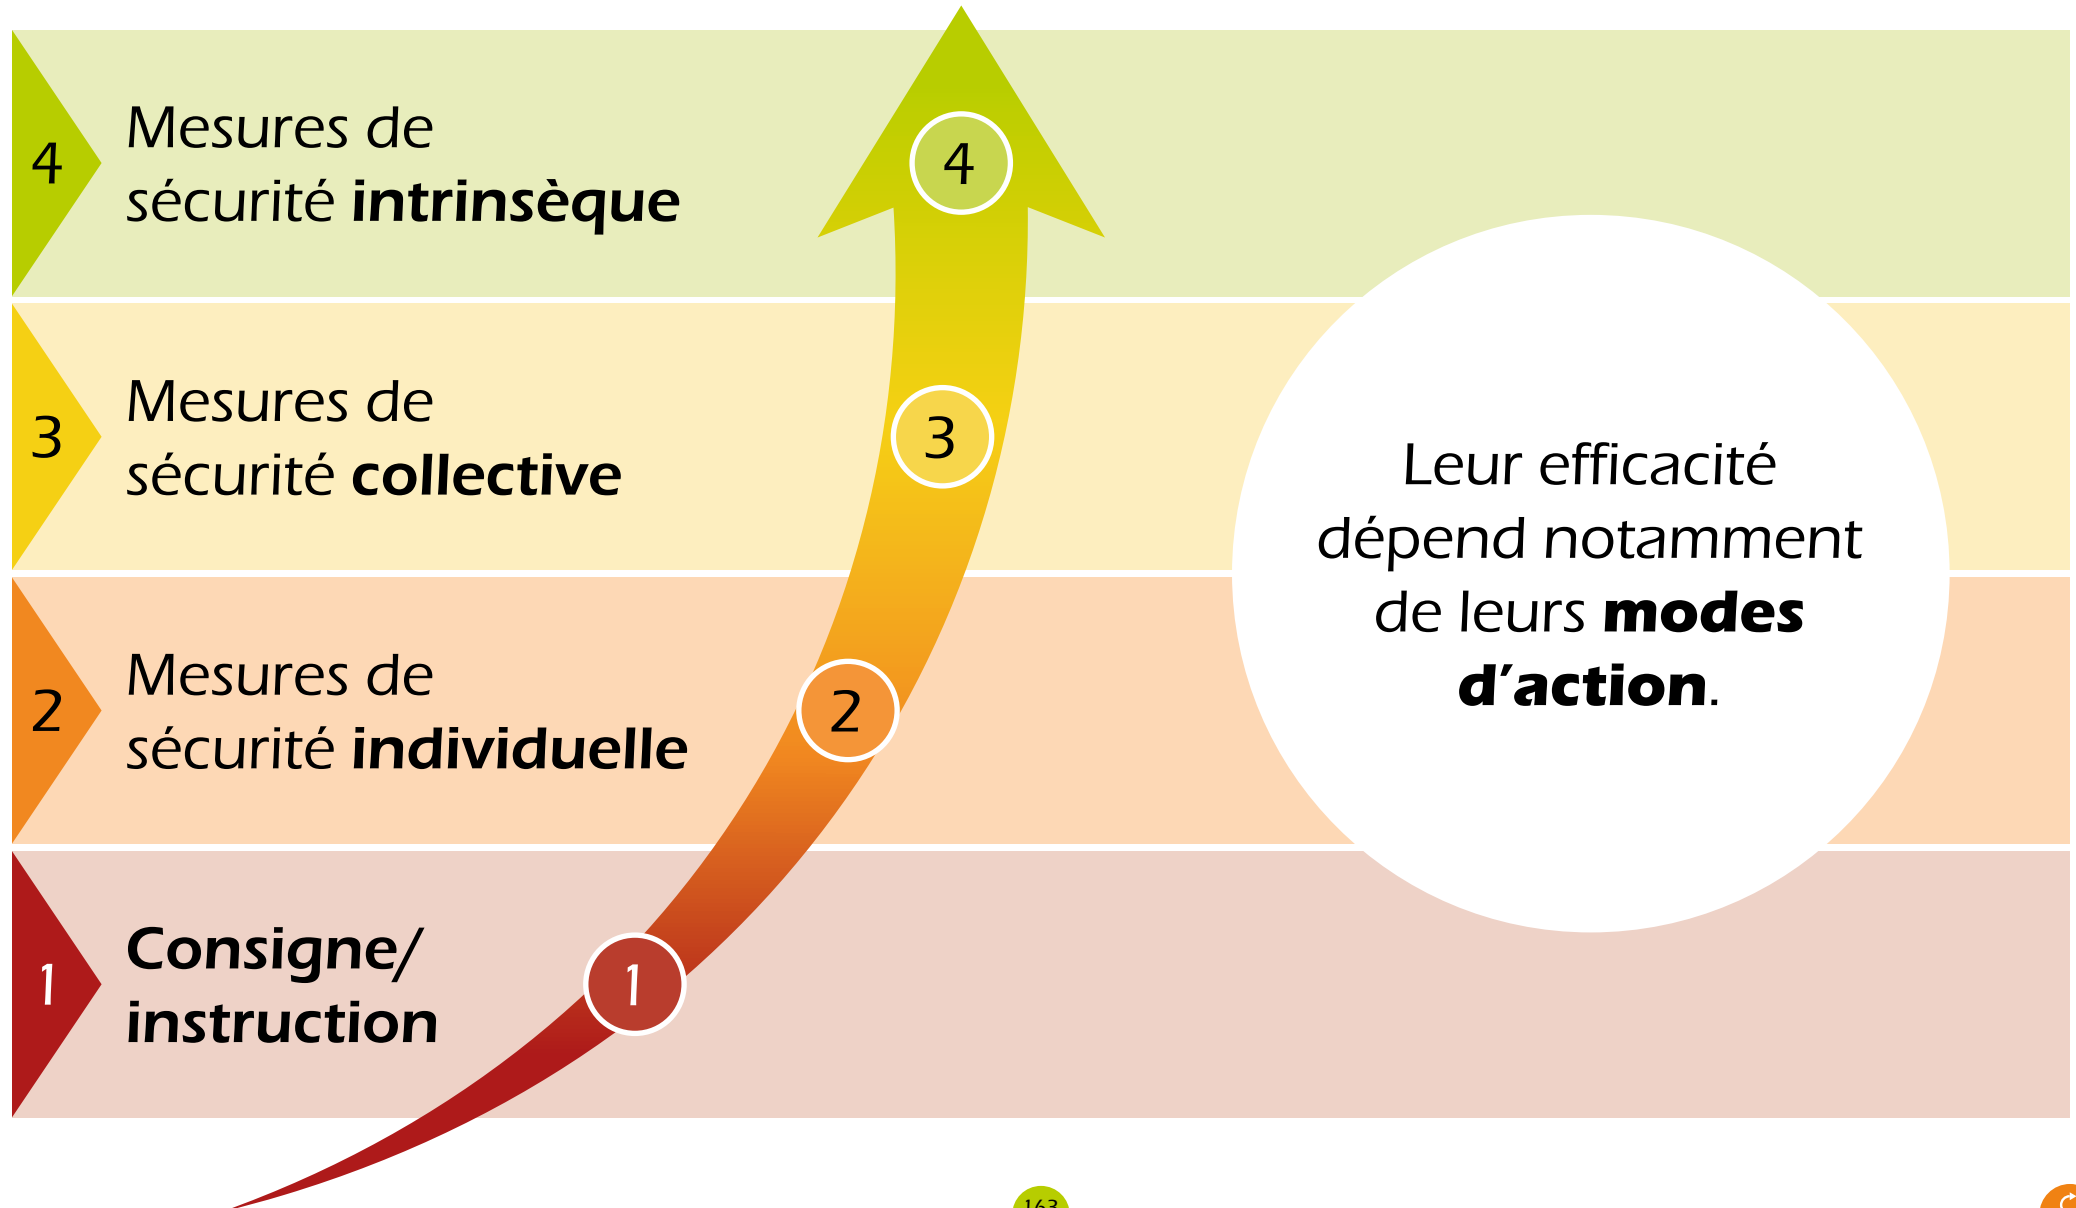 4
Mesures de
sécurité intrinsèque
4
3
Mesures de
sécurité collective
3
2
Mesures de
sécurité individuelle
2
1
Consigne/
instruction
1
Leur efficacité
dépend notamment
de leurs modes
d’action.
163